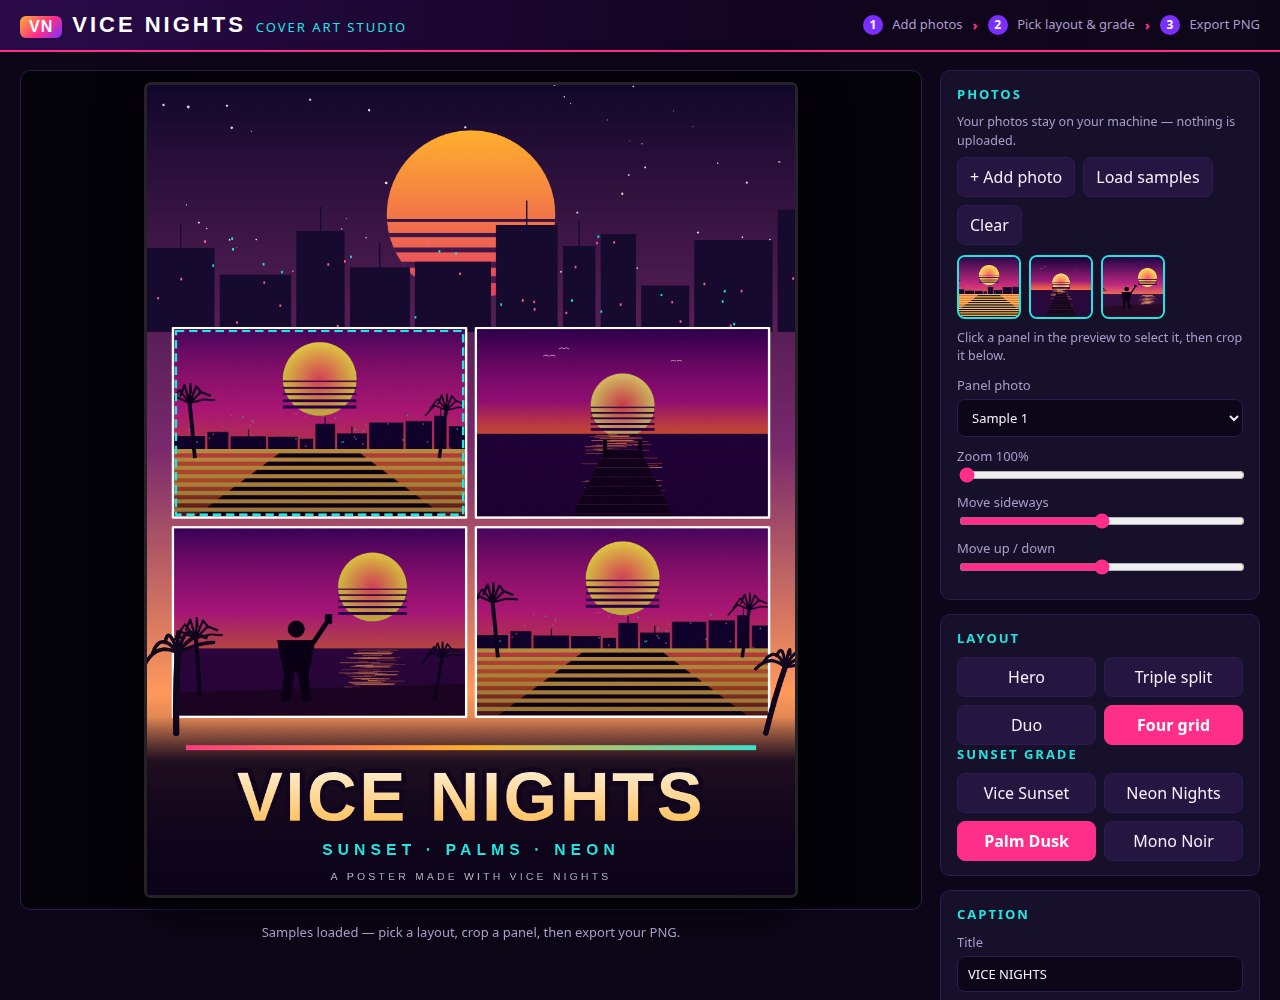 VN VICE NIGHTS COVER ART STUDIO
1 Add photos › 2 Pick layout & grade › 3 Export PNG
VICE NIGHTS
SUNSET · PALMS · NEON
A POSTER MADE WITH VICE NIGHTS
Samples loaded — pick a layout, crop a panel, then export your PNG.
PHOTOS
Your photos stay on your machine — nothing is
uploaded.
+ Add photo Load samples
Clear
Click a panel in the preview to select it, then crop
it below.
Panel photo
Sample 1
Zoom 100%
Move sideways
Move up / down
LAYOUT
Hero Triple split
Duo Four grid
SUNSET GRADE
Vice Sunset Neon Nights
Palm Dusk Mono Noir
CAPTION
Title
VICE NIGHTS